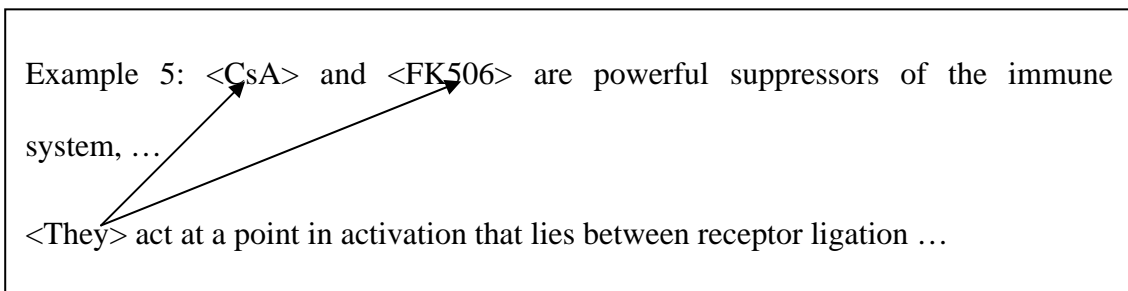 Example 5: <CsA> and <FK506> are powerful suppressors of the immune
system, …
<They> act at a point in activation that lies between receptor ligation …